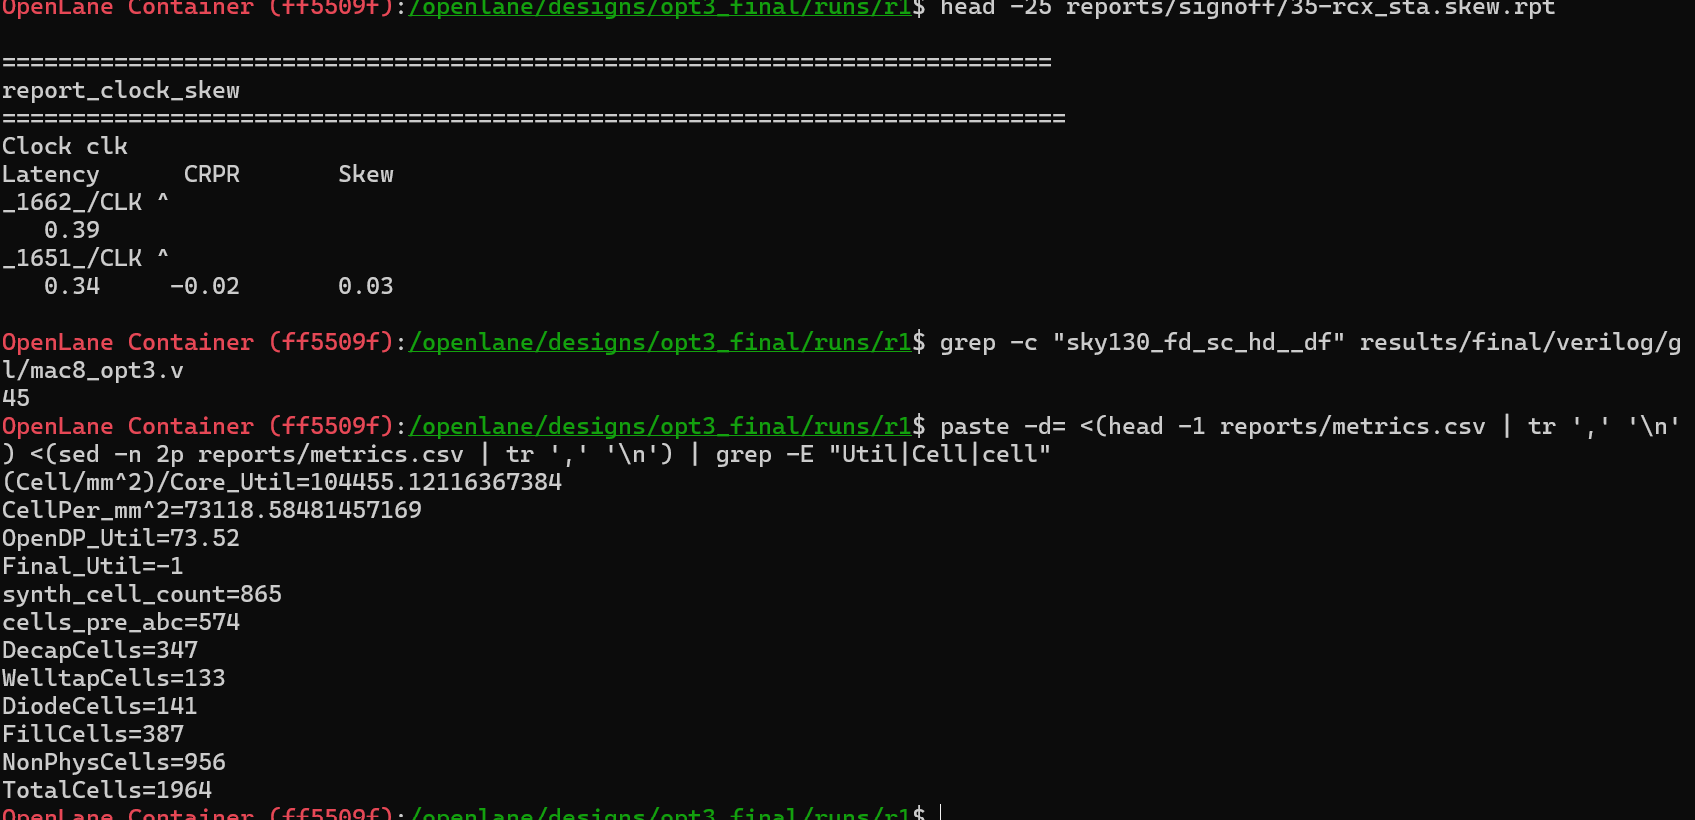 OpenLane Container (ff5509f):/openlane/designs/opt3_final/runs/r1$ head -25 reports/signoff/35-rcx_sta.skew.rpt
===========================================================================
report_clock_skew
============================================================================
Clock clk
Latency      CRPR       Skew
_1662_/CLK ^
   0.39
_1651_/CLK ^
   0.34     -0.02       0.03
OpenLane Container (ff5509f):/openlane/designs/opt3_final/runs/r1$ grep -c "sky130_fd_sc_hd__df" results/final/verilog/g
l/mac8_opt3.v
45
OpenLane Container (ff5509f):/openlane/designs/opt3_final/runs/r1$ paste -d= <(head -1 reports/metrics.csv | tr ',' '\n'
) <(sed -n 2p reports/metrics.csv | tr ',' '\n') | grep -E "Util|Cell|cell"
(Cell/mm^2)/Core_Util=104455.12116367384
CellPer_mm^2=73118.58481457169
OpenDP_Util=73.52
Final_Util=-1
synth_cell_count=865
cells_pre_abc=574
DecapCells=347
WelltapCells=133
DiodeCells=141
FillCells=387
NonPhysCells=956
TotalCells=1964
OpenLane Container (ff5509f):/openlane/designs/opt3_final/runs/r1$